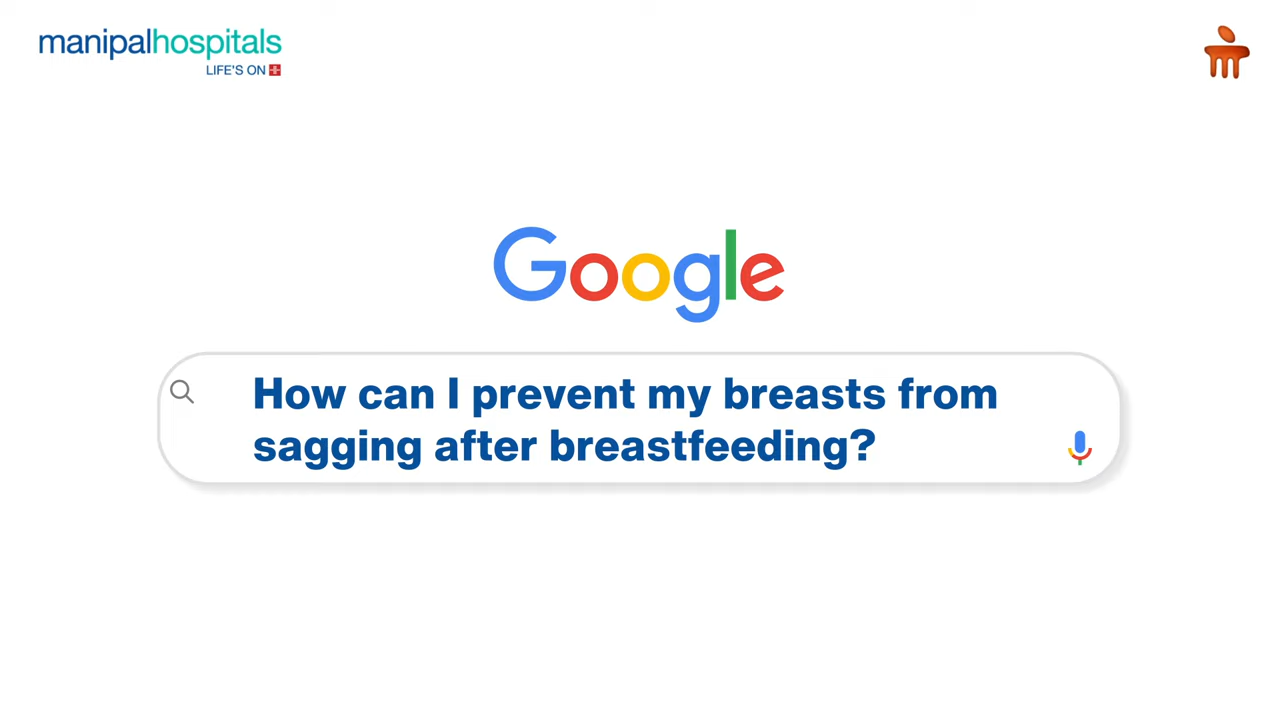 manipalhospitals
LIFE'S ON
Google
How can I prevent my breasts from
sagging after breastfeeding?